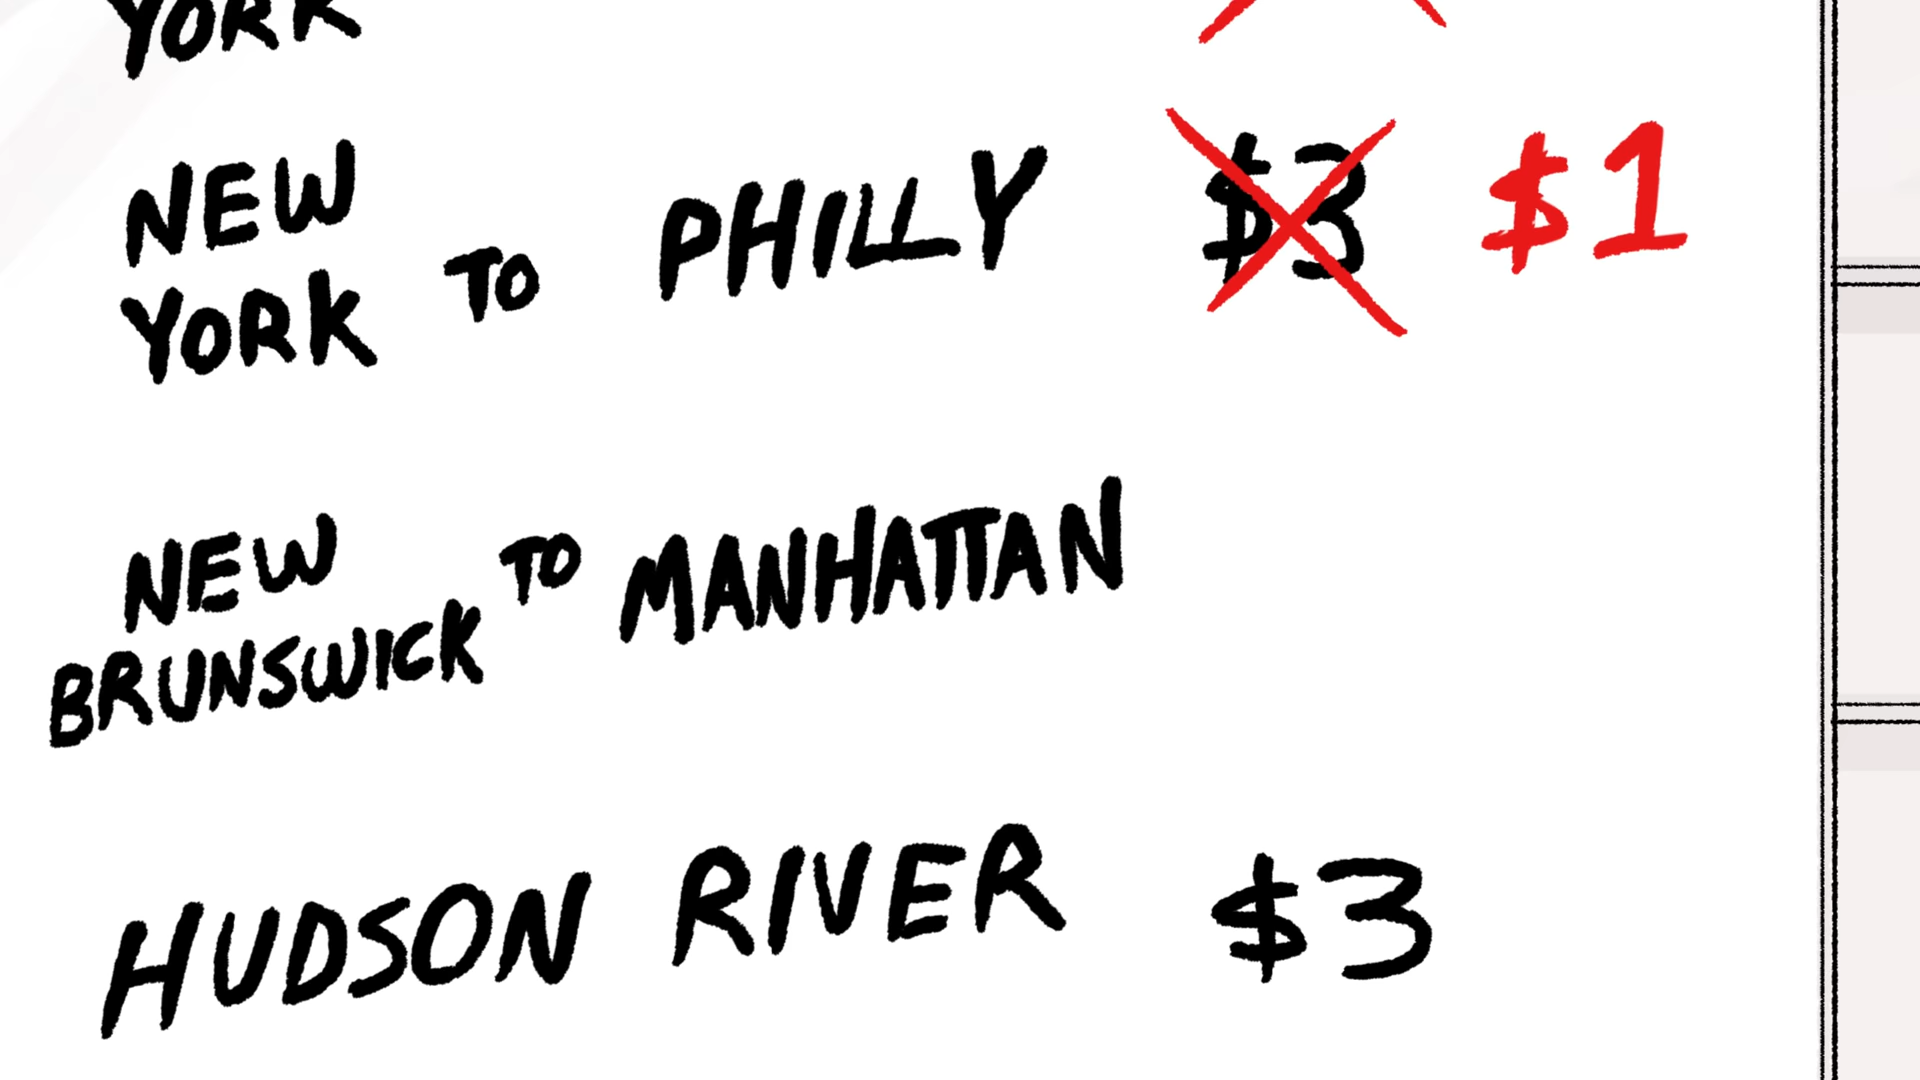 YORK
NEW YORK TO PHILLY $3 $1
NEW BRUNSWICK TO MANHATTAN
HUDSON RIVER $3